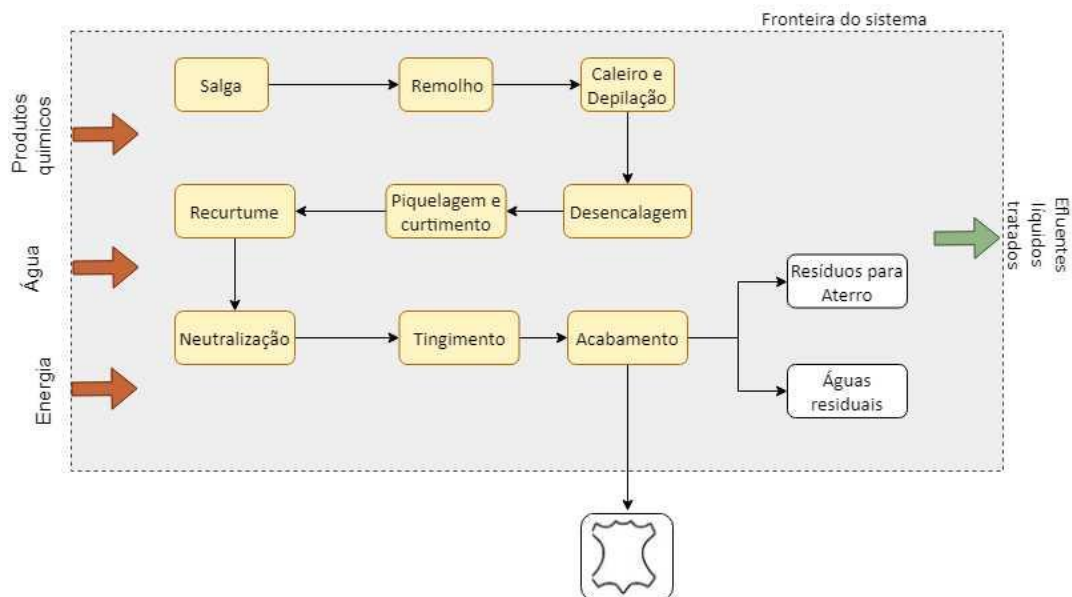 Fronteira do sistema
Salga
Remolho
Caleiro e
Depilação
Produtos
quimicos
Recurtume
Piquelagem e
curtimento
Desencalagem
Efluentes
líquidos
tratados
Água
Resíduos para
Aterro
Neutralização
Tingimento
Acabamento
Energia
Águas
residuais